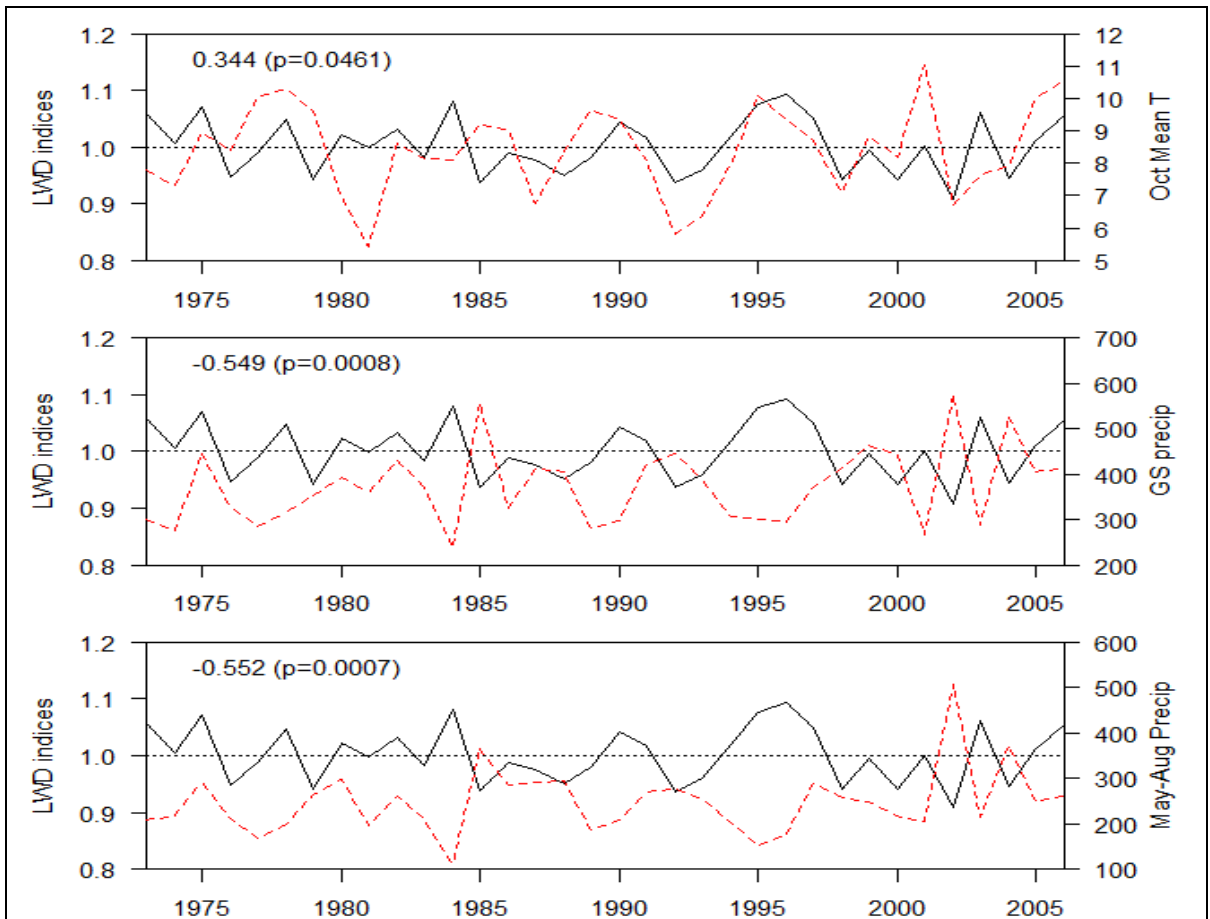 1.2
1.1
1.0
0.9
0.8
LWD indices
0.344 (p=0.0461)
12
11
10
9
8
7
6
5
Oct Mean T
1975 1980 1985 1990 1995 2000 2005
1.2
1.1
1.0
0.9
0.8
LWD indices
-0.549 (p=0.0008)
700
600
500
400
300
200
GS precip
1975 1980 1985 1990 1995 2000 2005
1.2
1.1
1.0
0.9
0.8
LWD indices
-0.552 (p=0.0007)
600
500
400
300
200
100
May-Aug Precip
1975 1980 1985 1990 1995 2000 2005